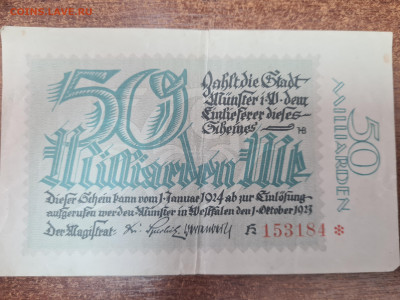 COINS.LAVE.RU
50
Zahlt die Stadt
Münster i.W. dem
Einlieferer dieses
Scheines
Milliarden Mk
Dieser Schein kann vom 1. Januar 1924 ab zur Einlösung
aufgerufen werden. Münster in Westfalen den 1. Oktober 1923
Der Magistrat
153184 *
50
MILLIARDEN